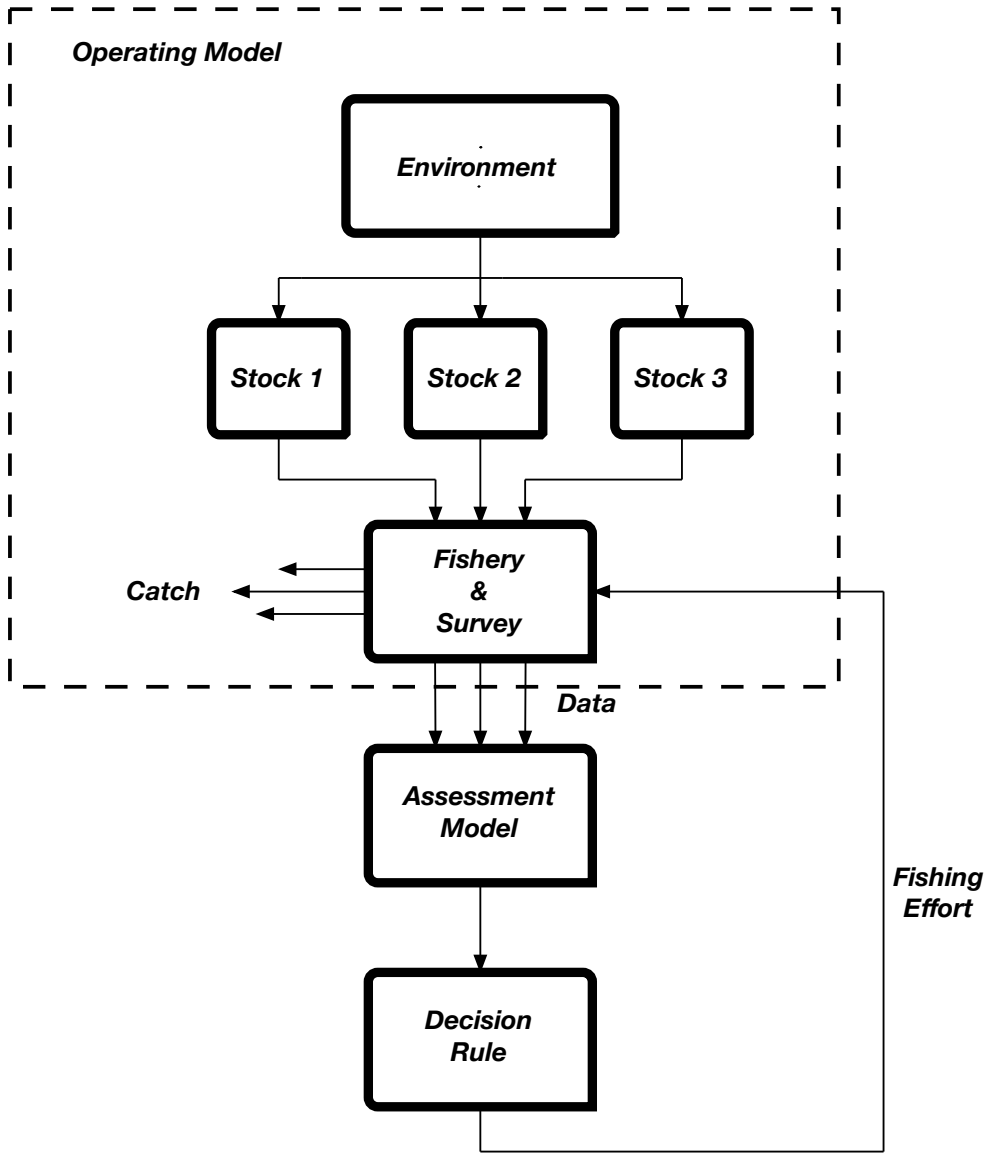 Operating Model
Environment
Stock 1
Stock 2
Stock 3
Fishery
&
Survey
Catch
Data
Assessment
Model
Fishing
Effort
Decision
Rule